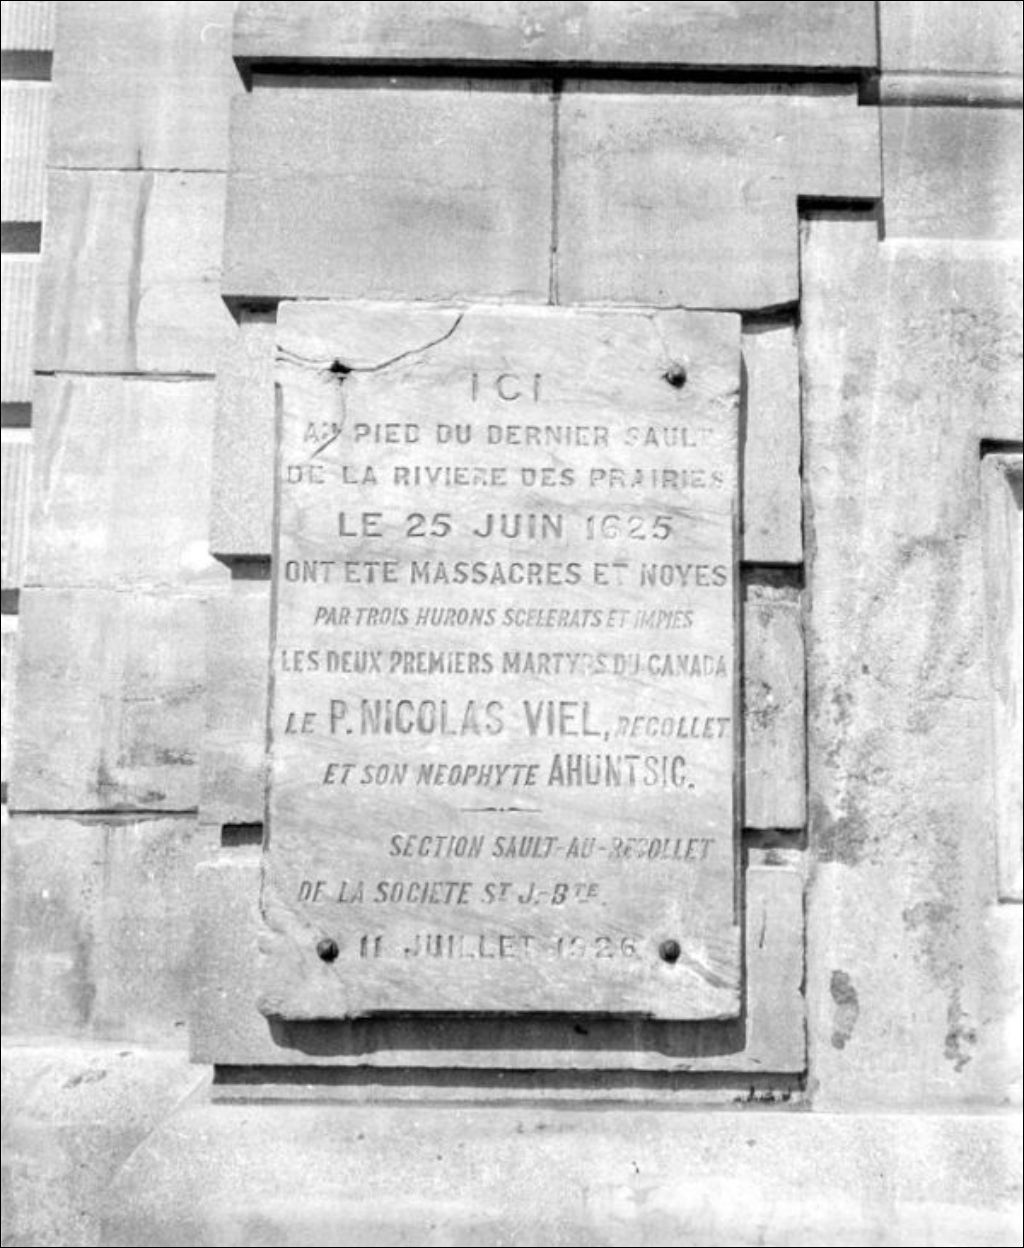 ICI
AU PIED DU DERNIER SAULT
DE LA RIVIERE DES PRAIRIES
LE 25 JUIN 1625
ONT ETE MASSACRES ET NOYES
PAR TROIS HURONS SCELERATS ET IMPIES
LES DEUX PREMIERS MARTYRS DU CANADA
LE P. NICOLAS VIEL, RECOLLET
ET SON NEOPHYTE AHUNTSIC.
SECTION SAULT-AU-RECOLLET
DE LA SOCIETE ST J.-BTE.
11 JUILLET 1926